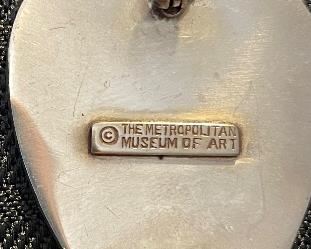 © THE METROPOLITAN
MUSEUM OF ART